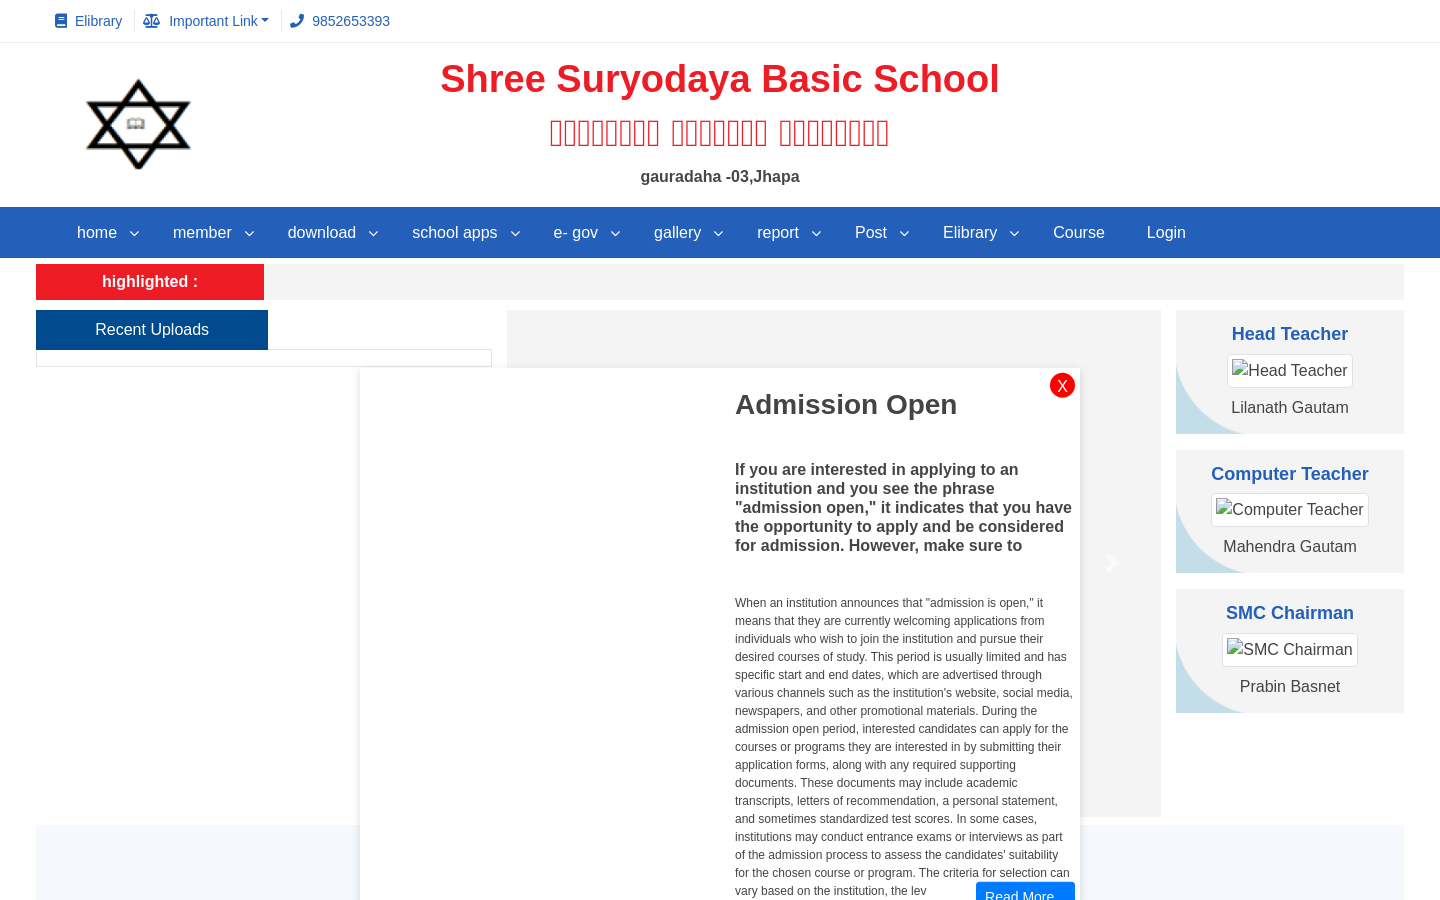 Elibrary
Important Link
9852653393
Shree Suryodaya Basic School
gauradaha -03,Jhapa
home
member
download
school apps
e- gov
gallery
report
Post
Elibrary
Course
Login
highlighted :
Recent Uploads
X
Admission Open
If you are interested in applying to an
institution and you see the phrase
"admission open," it indicates that you have
the opportunity to apply and be considered
for admission. However, make sure to
When an institution announces that "admission is open," it
means that they are currently welcoming applications from
individuals who wish to join the institution and pursue their
desired courses of study. This period is usually limited and has
specific start and end dates, which are advertised through
various channels such as the institution's website, social media,
newspapers, and other promotional materials. During the
admission open period, interested candidates can apply for the
courses or programs they are interested in by submitting their
application forms, along with any required supporting
documents. These documents may include academic
transcripts, letters of recommendation, a personal statement,
and sometimes standardized test scores. In some cases,
institutions may conduct entrance exams or interviews as part
of the admission process to assess the candidates' suitability
for the chosen course or program. The criteria for selection can
vary based on the institution, the lev
Read More
Head Teacher
Head Teacher
Lilanath Gautam
Computer Teacher
Computer Teacher
Mahendra Gautam
SMC Chairman
SMC Chairman
Prabin Basnet